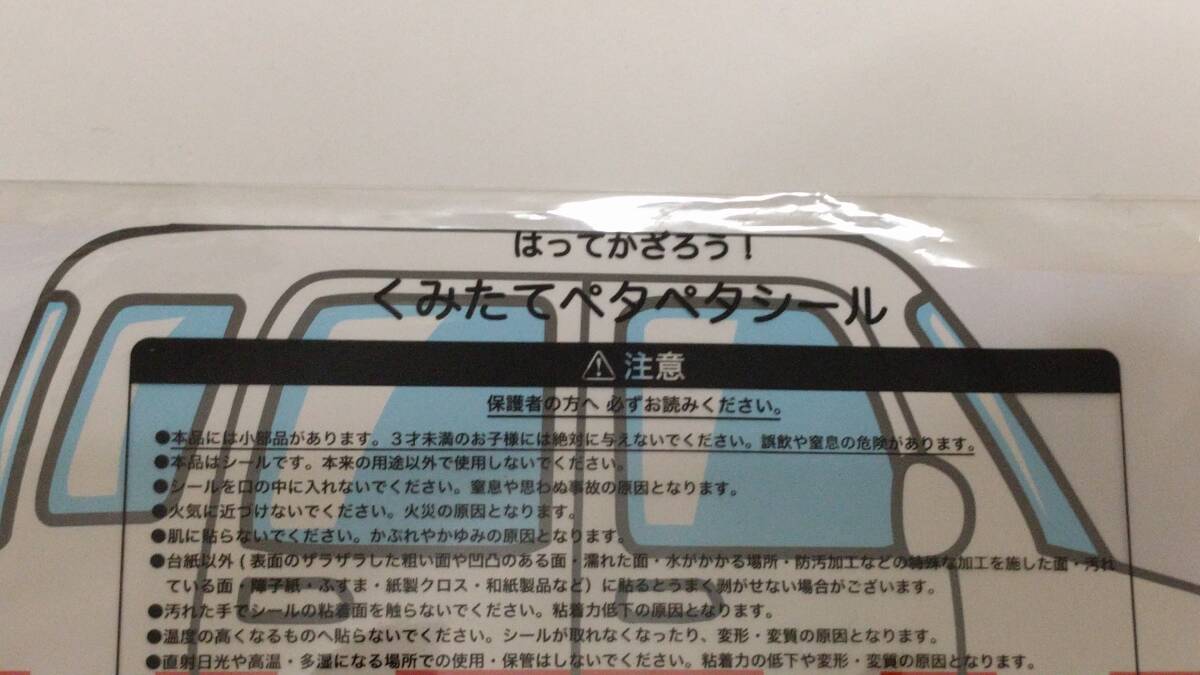 はってかざろう!
くみたてペタペタシール
⚠注意
保護者の方へ 必ずお読みください。
●本品には小部品があります。3才未満のお子様には絶対に与えないでください。誤飲や窒息の危険があります。
●本品はシールです。本来の用途以外で使用しないでください。
●シールを口の中に入れないでください。窒息や思わぬ事故の原因となります。
●火気に近づけないでください。火災の原因となります。
●肌に貼らないでください。かぶれやかゆみの原因となります。
●台紙以外(表面のザラザラした粗い面や凹凸のある面・濡れた面・水がかかる場所・防汚加工などの特殊な加工を施した面・汚れ
ている面・障子紙・ふすま・紙製クロス・和紙製品など)に貼るとうまく剥がせない場合がございます。
●汚れた手でシールの粘着面を触らないでください。粘着力低下の原因となります。
●温度の高くなるものへ貼らないでください。シールが取れなくなったり、変形・変質の原因となります。
●直射日光や高温・多湿になる場所での使用・保管はしないでください。粘着力の低下や変形・変質の原因となります。